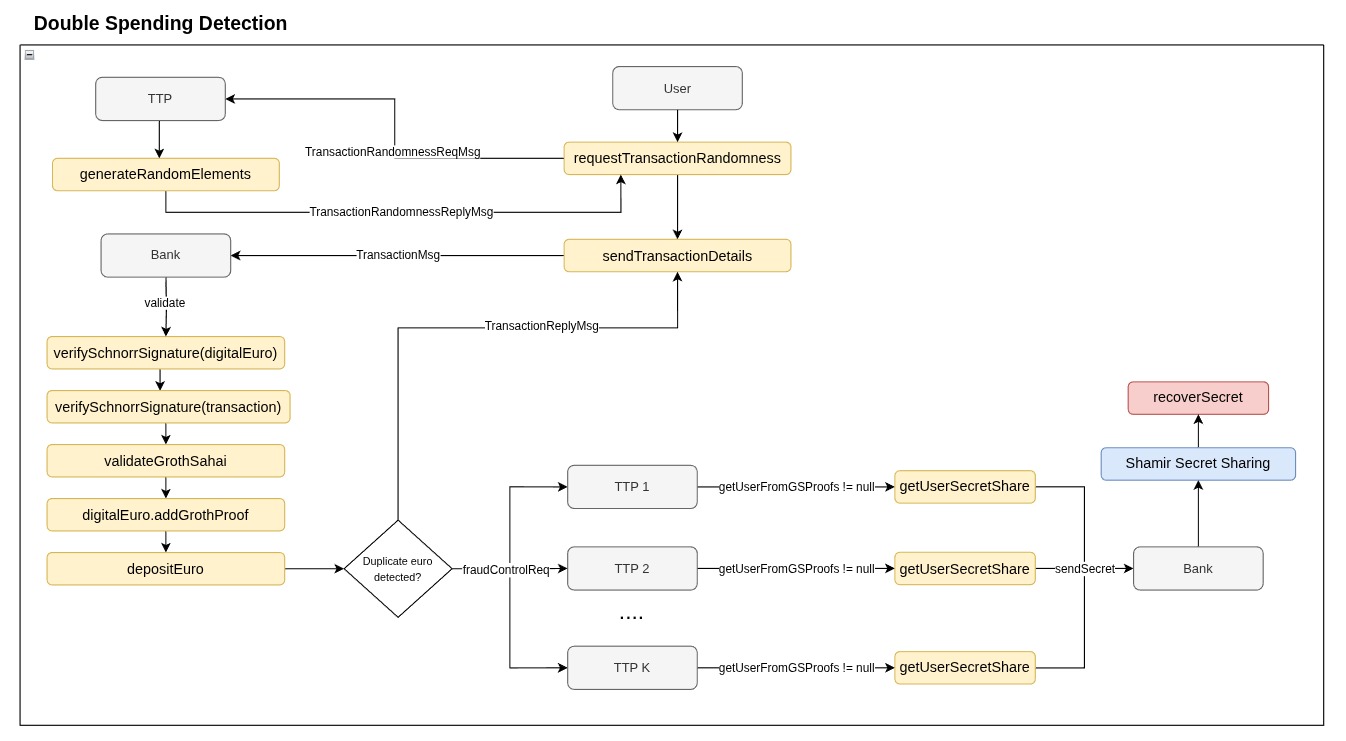 Double Spending Detection
TTP
User
TransactionRandomnessReqMsg
requestTransactionRandomness
generateRandomElements
TransactionRandomnessReplyMsg
Bank
TransactionMsg
sendTransactionDetails
validate
TransactionReplyMsg
verifySchnorrSignature(digitalEuro)
verifySchnorrSignature(transaction)
validateGrothSahai
digitalEuro.addGrothProof
depositEuro
Duplicate euro
detected?
fraudControlReq
TTP 1
getUserFromGSProofs != null
getUserSecretShare
TTP 2
getUserFromGSProofs != null
getUserSecretShare
....
TTP K
getUserFromGSProofs != null
getUserSecretShare
sendSecret
Bank
Shamir Secret Sharing
recoverSecret